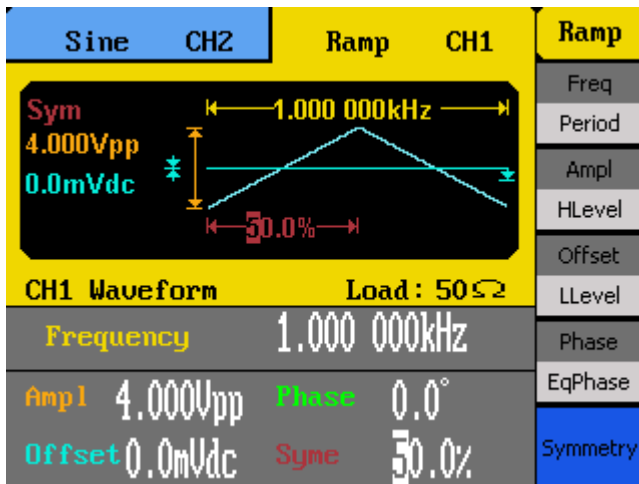 Sine CH2 Ramp CH1 Ramp
Sym 1.000 000kHz
4.000Vpp
0.0mVdc
50.0%
CH1 Waveform Load: 50Ω
Frequency 1.000 000kHz
Ampl 4.000Vpp Phase 0.0°
Offset 0.0mVdc Syme 50.0%
Freq
Period
Ampl
HLevel
Offset
LLevel
Phase
EqPhase
Symmetry